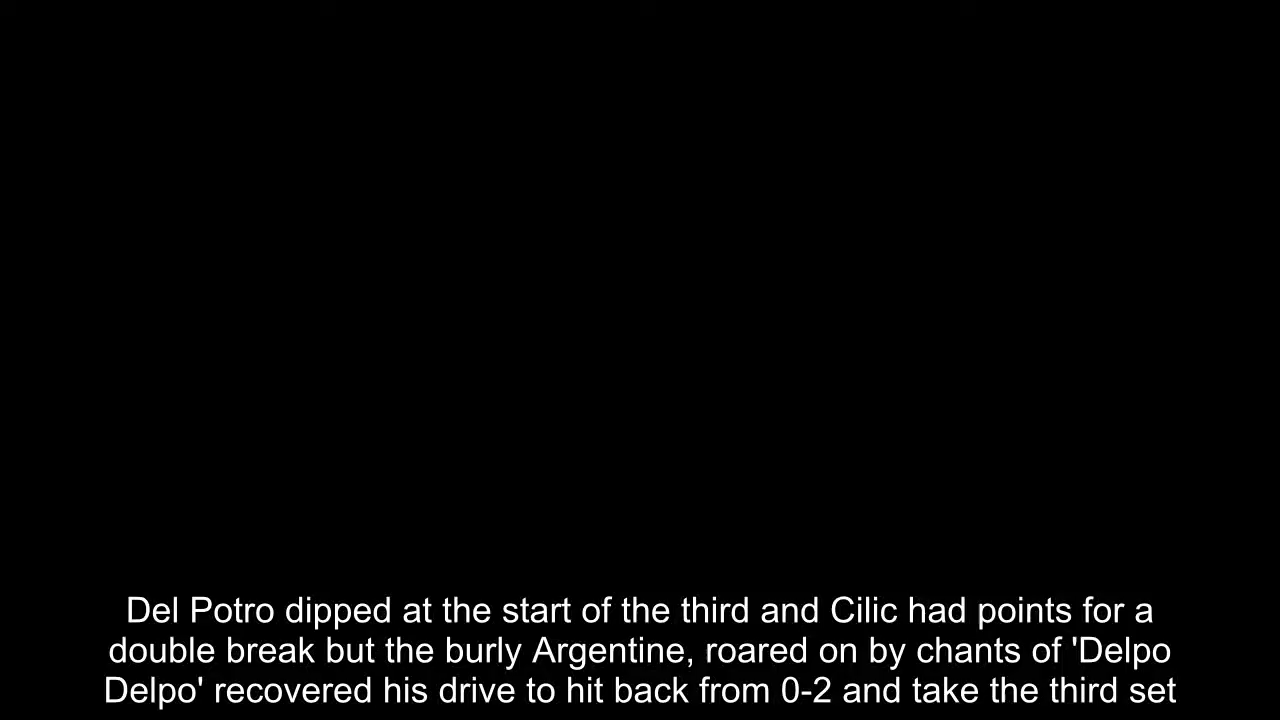 Del Potro dipped at the start of the third and Cilic had points for a
double break but the burly Argentine, roared on by chants of 'Delpo
Delpo' recovered his drive to hit back from 0-2 and take the third set